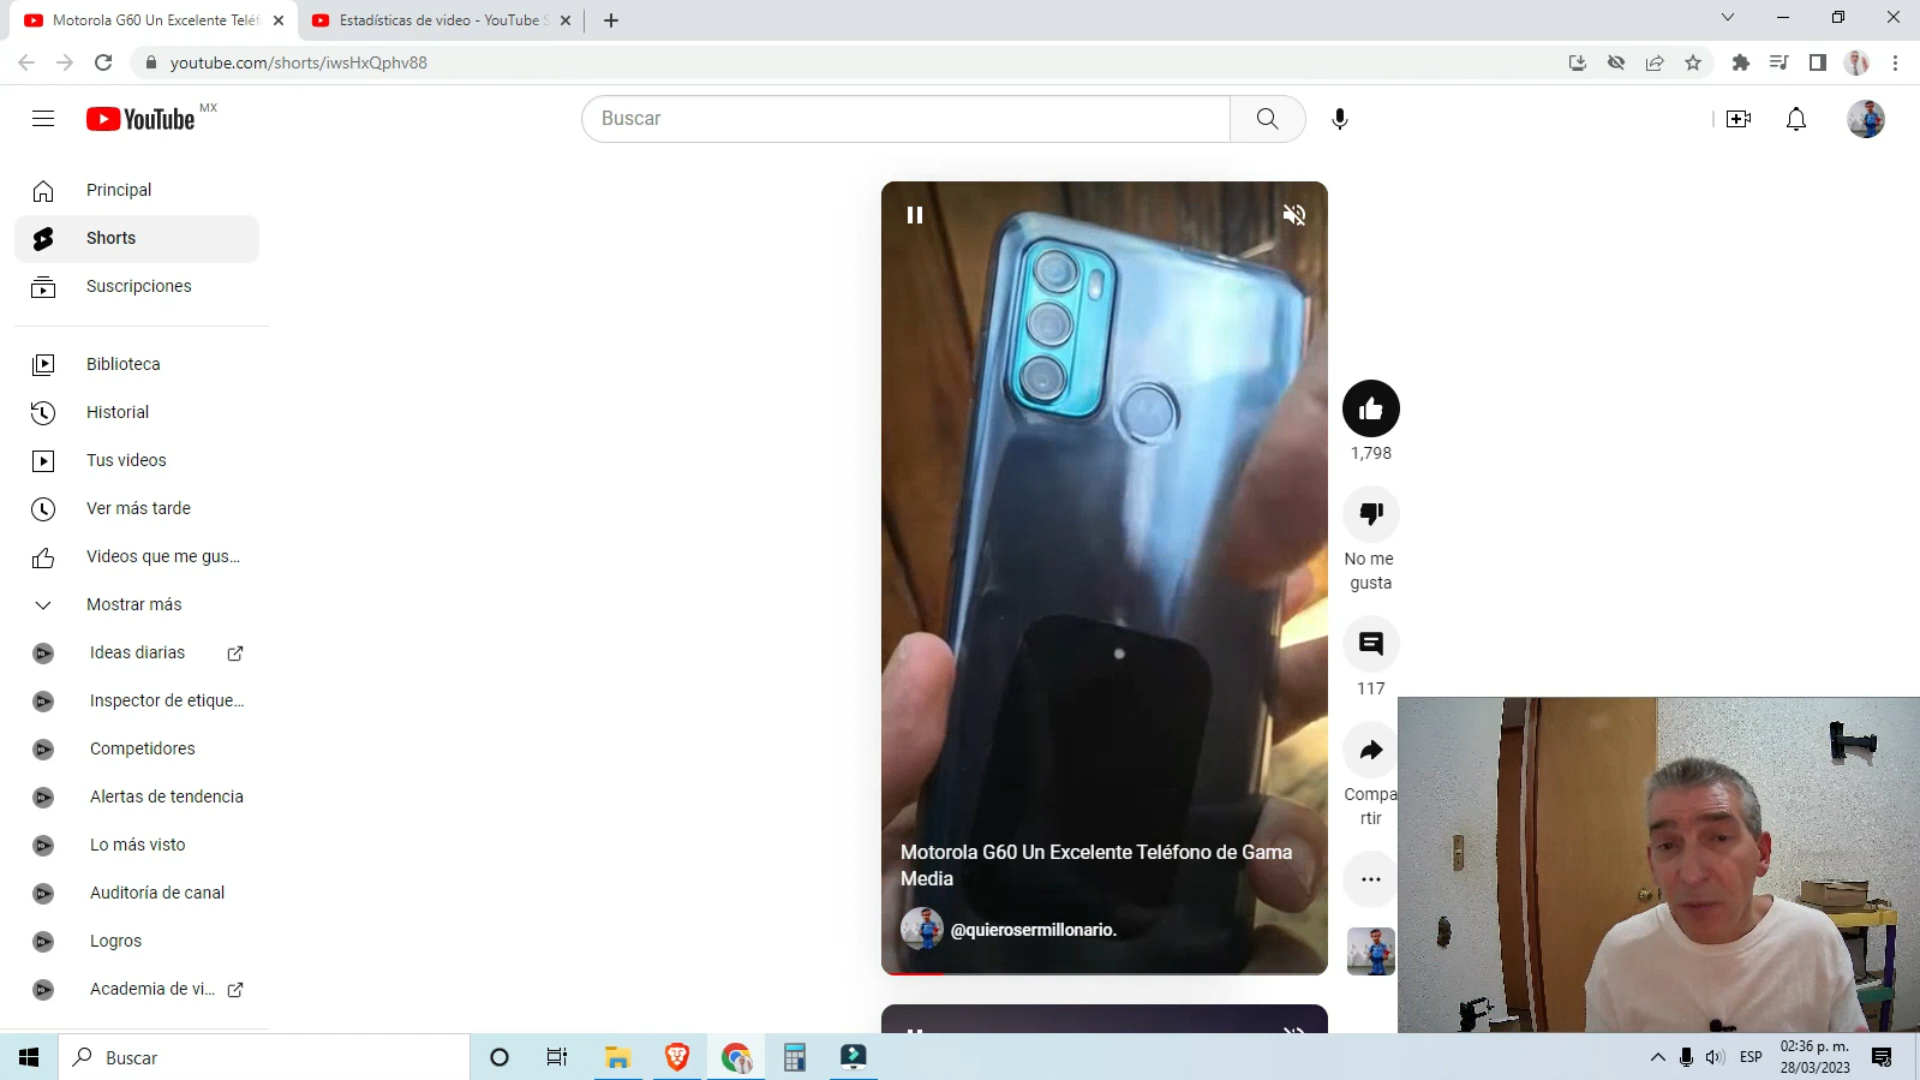 Motorola G60 Un Excelente Teléf
Estadísticas de video - YouTube S
youtube.com/shorts/iwsHxQphv88
YouTube MX
Buscar
Principal
Shorts
Suscripciones
Biblioteca
Historial
Tus videos
Ver más tarde
Videos que me gus...
Mostrar más
Ideas diarias
Inspector de etique...
Competidores
Alertas de tendencia
Lo más visto
Auditoría de canal
Logros
Academia de vi...
1,798
No me
gusta
117
Compa
rtir
Motorola G60 Un Excelente Teléfono de Gama
Media
@quierosermillonario.
Buscar
ESP
02:36 p. m.
28/03/2023